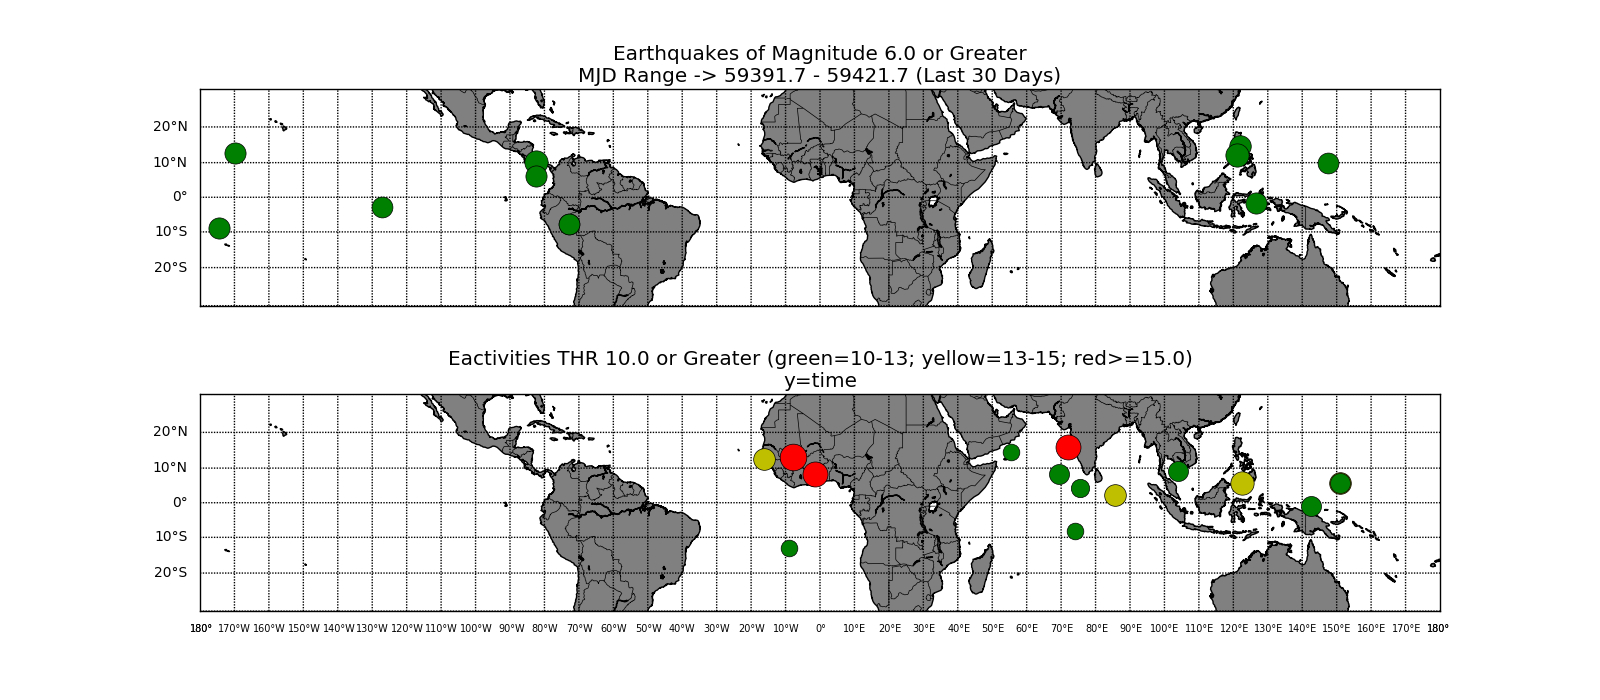 Earthquakes of Magnitude 6.0 or Greater
MJD Range -> 59391.7 - 59421.7 (Last 30 Days)
20°N
10°N
0°
10°S
20°S
Eactivities THR 10.0 or Greater (green=10-13; yellow=13-15; red>=15.0)
y=time
20°N
10°N
0°
10°S
20°S
180° 170°W 160°W 150°W 140°W 130°W 120°W 110°W 100°W 90°W 80°W 70°W 60°W 50°W 40°W 30°W 20°W 10°W 0° 10°E 20°E 30°E 40°E 50°E 60°E 70°E 80°E 90°E 100°E 110°E 120°E 130°E 140°E 150°E 160°E 170°E 180°